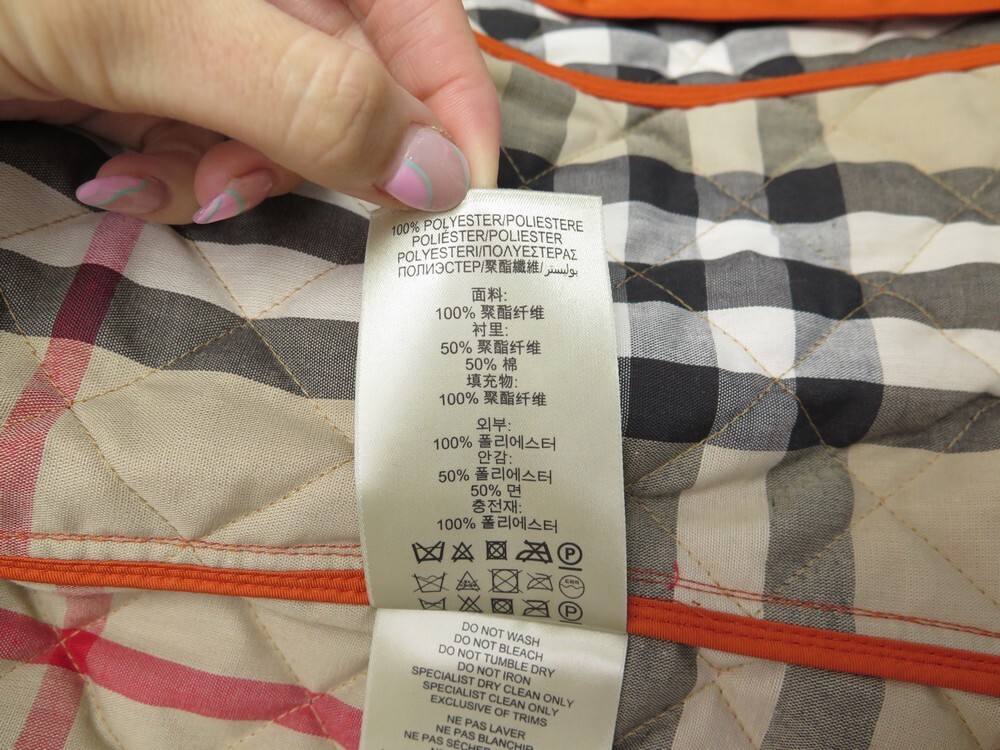 100% POLYESTER/POLIESTERE
POLIÉSTER/POLIESTER
POLYESTERI/ΠΟΛΥΕΣΤΕΡΑΣ
ПОЛИЭСТЕР/聚酯纖維/بوليستر
面料:
100% 聚酯纤维
衬里:
50% 聚酯纤维
50% 棉
填充物:
100% 聚酯纤维
외부:
100% 폴리에스터
안감:
50% 폴리에스터
50% 면
충전재:
100% 폴리에스터
P
P
DO NOT WASH
DO NOT BLEACH
DO NOT TUMBLE DRY
DO NOT IRON
SPECIALIST DRY CLEAN ONLY
SPECIALIST CLEAN ONLY
EXCLUSIVE OF TRIMS
NE PAS LAVER
NE PAS BLANCHIR
NE PAS